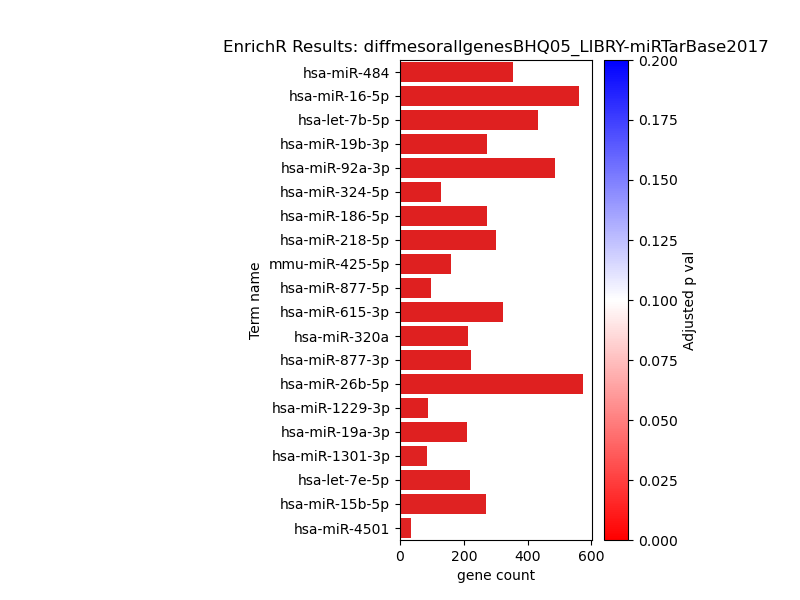 EnrichR Results: diffmesorallgenesBHQ05_LIBRY-miRTarBase2017
hsa-miR-484
hsa-miR-16-5p
hsa-let-7b-5p
hsa-miR-19b-3p
hsa-miR-92a-3p
hsa-miR-324-5p
hsa-miR-186-5p
hsa-miR-218-5p
mmu-miR-425-5p
hsa-miR-877-5p
hsa-miR-615-3p
hsa-miR-320a
hsa-miR-877-3p
hsa-miR-26b-5p
hsa-miR-1229-3p
hsa-miR-19a-3p
hsa-miR-1301-3p
hsa-let-7e-5p
hsa-miR-15b-5p
hsa-miR-4501
Term name
0 200 400 600
gene count
0.200
0.175
0.150
0.125
0.100
0.075
0.050
0.025
0.000
Adjusted p val